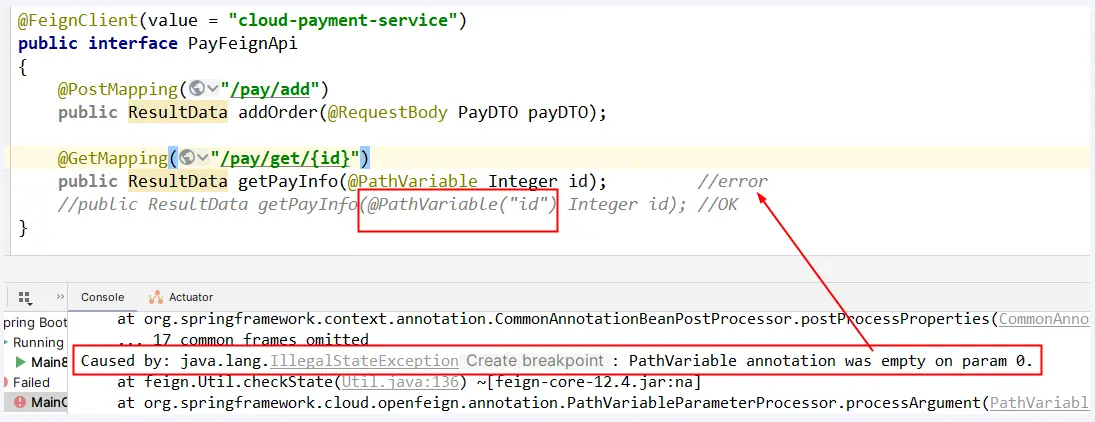 @FeignClient(value = "cloud-payment-service")
public interface PayFeignApi
{
@PostMapping("/pay/add")
public ResultData addOrder(@RequestBody PayDTO payDTO);
@GetMapping("/pay/get/{id}")
public ResultData getPayInfo(@PathVariable Integer id); //error
//public ResultData getPayInfo(@PathVariable("id") Integer id); //OK
}
» Console Actuator
pring Boot at org.springframework.context.annotation.CommonAnnotationBeanPostProcessor.postProcessProperties(CommonAnno
Running ... 17 common frames omitted
Main8 Caused by: java.lang.IllegalStateException Create breakpoint : PathVariable annotation was empty on param 0.
Failed at feign.Util.checkState(Util.java:136) ~[feign-core-12.4.jar:na]
MainO at org.springframework.cloud.openfeign.annotation.PathVariableParameterProcessor.processArgument(PathVariabl